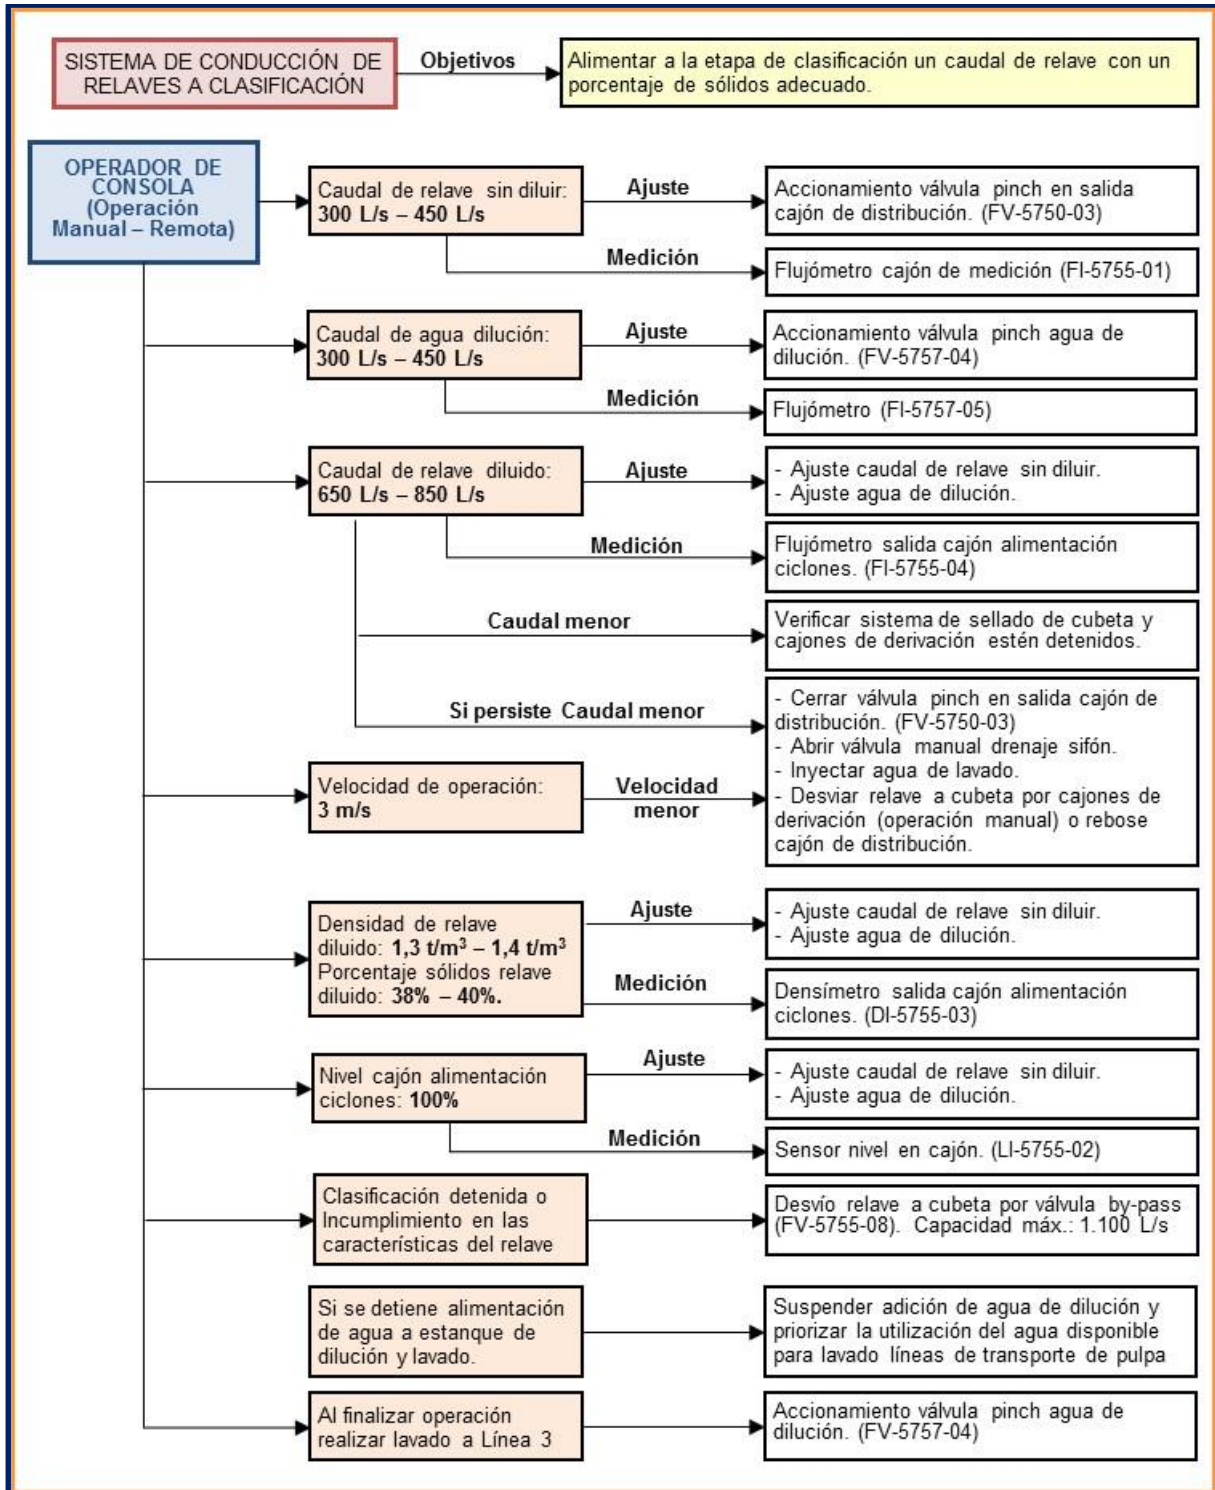 SISTEMA DE CONDUCCIÓN DE
RELAVES A CLASIFICACIÓN
Objetivos
Alimentar a la etapa de clasificación un caudal de relave con un
porcentaje de sólidos adecuado.
OPERADOR DE
CONSOLA
(Operación
Manual – Remota)
Caudal de relave sin diluir:
300 L/s – 450 L/s
Ajuste
Accionamiento válvula pinch en salida
cajón de distribución. (FV-5750-03)
Medición
Flujómetro cajón de medición (FI-5755-01)
Caudal de agua dilución:
300 L/s – 450 L/s
Ajuste
Accionamiento válvula pinch agua de
dilución. (FV-5757-04)
Medición
Flujómetro (FI-5757-05)
Caudal de relave diluido:
650 L/s – 850 L/s
Ajuste
- Ajuste caudal de relave sin diluir.
- Ajuste agua de dilución.
Medición
Flujómetro salida cajón alimentación
ciclones. (FI-5755-04)
Caudal menor
Verificar sistema de sellado de cubeta y
cajones de derivación estén detenidos.
Si persiste Caudal menor
- Cerrar válvula pinch en salida cajón de
distribución. (FV-5750-03)
- Abrir válvula manual drenaje sifón.
- Inyectar agua de lavado.
- Desviar relave a cubeta por cajones de
derivación (operación manual) o rebose
cajón de distribución.
Velocidad de operación:
3 m/s
Velocidad
menor
Densidad de relave
diluido: 1,3 t/m³ – 1,4 t/m³
Porcentaje sólidos relave
diluido: 38% – 40%.
Ajuste
- Ajuste caudal de relave sin diluir.
- Ajuste agua de dilución.
Medición
Densímetro salida cajón alimentación
ciclones. (DI-5755-03)
Nivel cajón alimentación
ciclones: 100%
Ajuste
- Ajuste caudal de relave sin diluir.
- Ajuste agua de dilución.
Medición
Sensor nivel en cajón. (LI-5755-02)
Clasificación detenida o
Incumplimiento en las
características del relave
Desvío relave a cubeta por válvula by-pass
(FV-5755-08). Capacidad máx.: 1.100 L/s
Si se detiene alimentación
de agua a estanque de
dilución y lavado.
Suspender adición de agua de dilución y
priorizar la utilización del agua disponible
para lavado líneas de transporte de pulpa
Al finalizar operación
realizar lavado a Línea 3
Accionamiento válvula pinch agua de
dilución. (FV-5757-04)